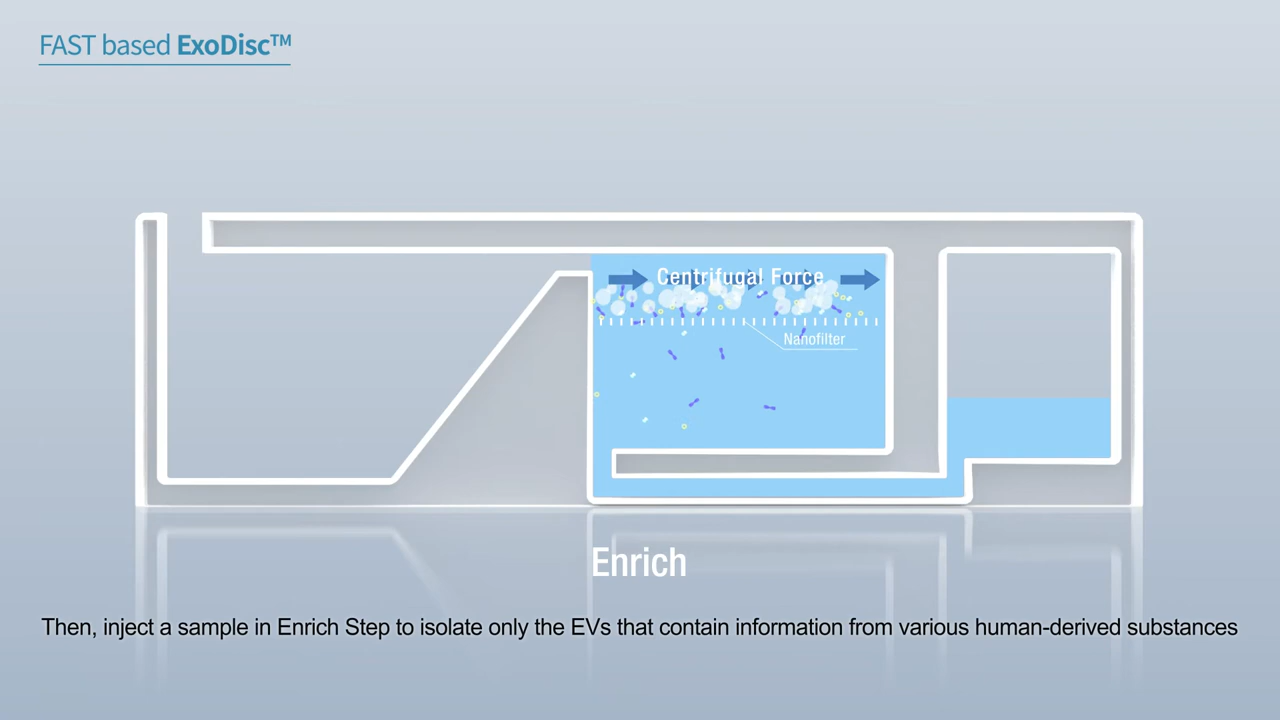 FAST based ExoDisc™
Centrifugal Force
Nanofilter
Enrich
Then, inject a sample in Enrich Step to isolate only the EVs that contain information from various human-derived substances